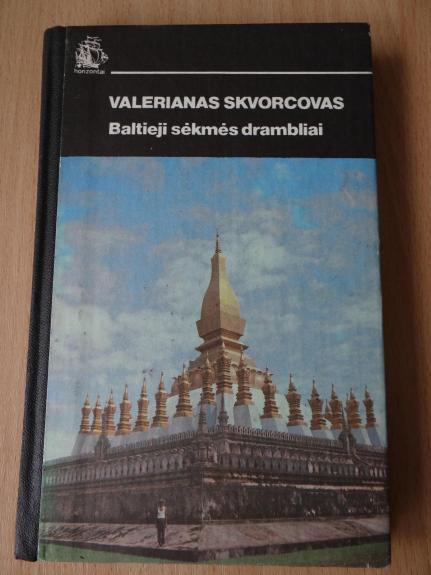 horizontai
VALERIANAS SKVORCOVAS
Baltieji sėkmės drambliai